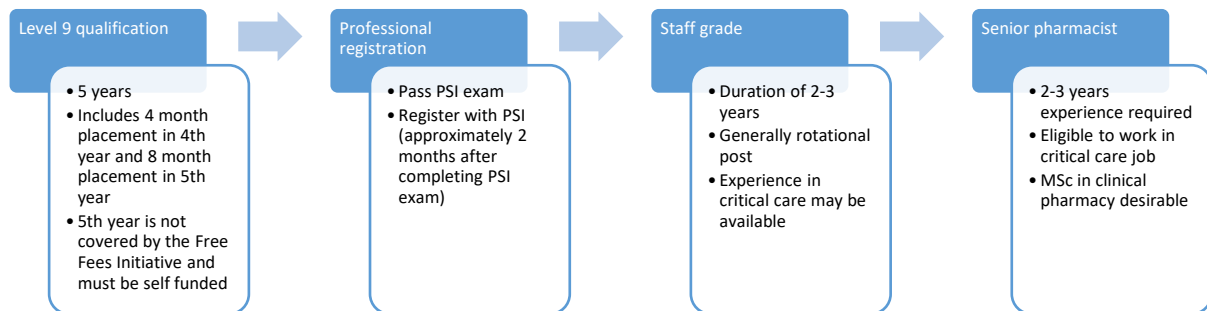 Level 9 qualification
• 5 years
• Includes 4 month
placement in 4th
year and 8 month
placement in 5th
year
• 5th year is not
covered by the Free
Fees Initiative and
must be self funded
Professional
registration
• Pass PSI exam
• Register with PSI
(approximately 2
months after
completing PSI
exam)
Staff grade
• Duration of 2-3
years
• Generally rotational
post
• Experience in
critical care may be
available
Senior pharmacist
• 2-3 years
experience required
• Eligible to work in
critical care job
• MSc in clinical
pharmacy desirable